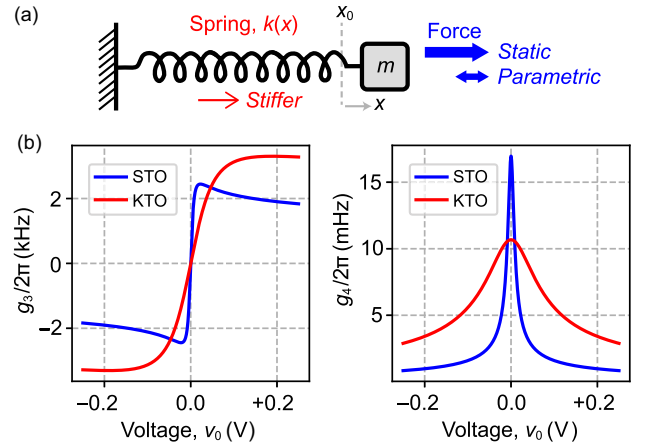 (a)
Spring, k(x)
x₀
Force
Static
m
Parametric
Stiffer
x
(b)
STO
KTO
g₃/2π (kHz)
2
0
−2
−0.2
0.0
+0.2
Voltage, v₀ (V)
STO
KTO
g₄/2π (mHz)
15
10
5
−0.2
0.0
+0.2
Voltage, v₀ (V)